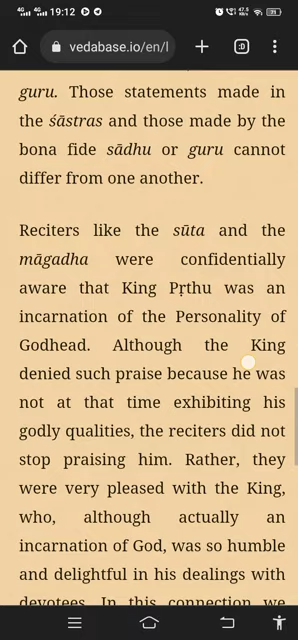 19:12
vedabase.io/en/l
guru. Those statements made in
the śāstras and those made by the
bona fide sādhu or guru cannot
differ from one another.
Reciters like the sūta and the
māgadha were confidentially
aware that King Pṛthu was an
incarnation of the Personality of
Godhead. Although the King
denied such praise because he was
not at that time exhibiting his
godly qualities, the reciters did not
stop praising him. Rather, they
were very pleased with the King,
who, although actually an
incarnation of God, was so humble
and delightful in his dealings with
devotees. In this connection we